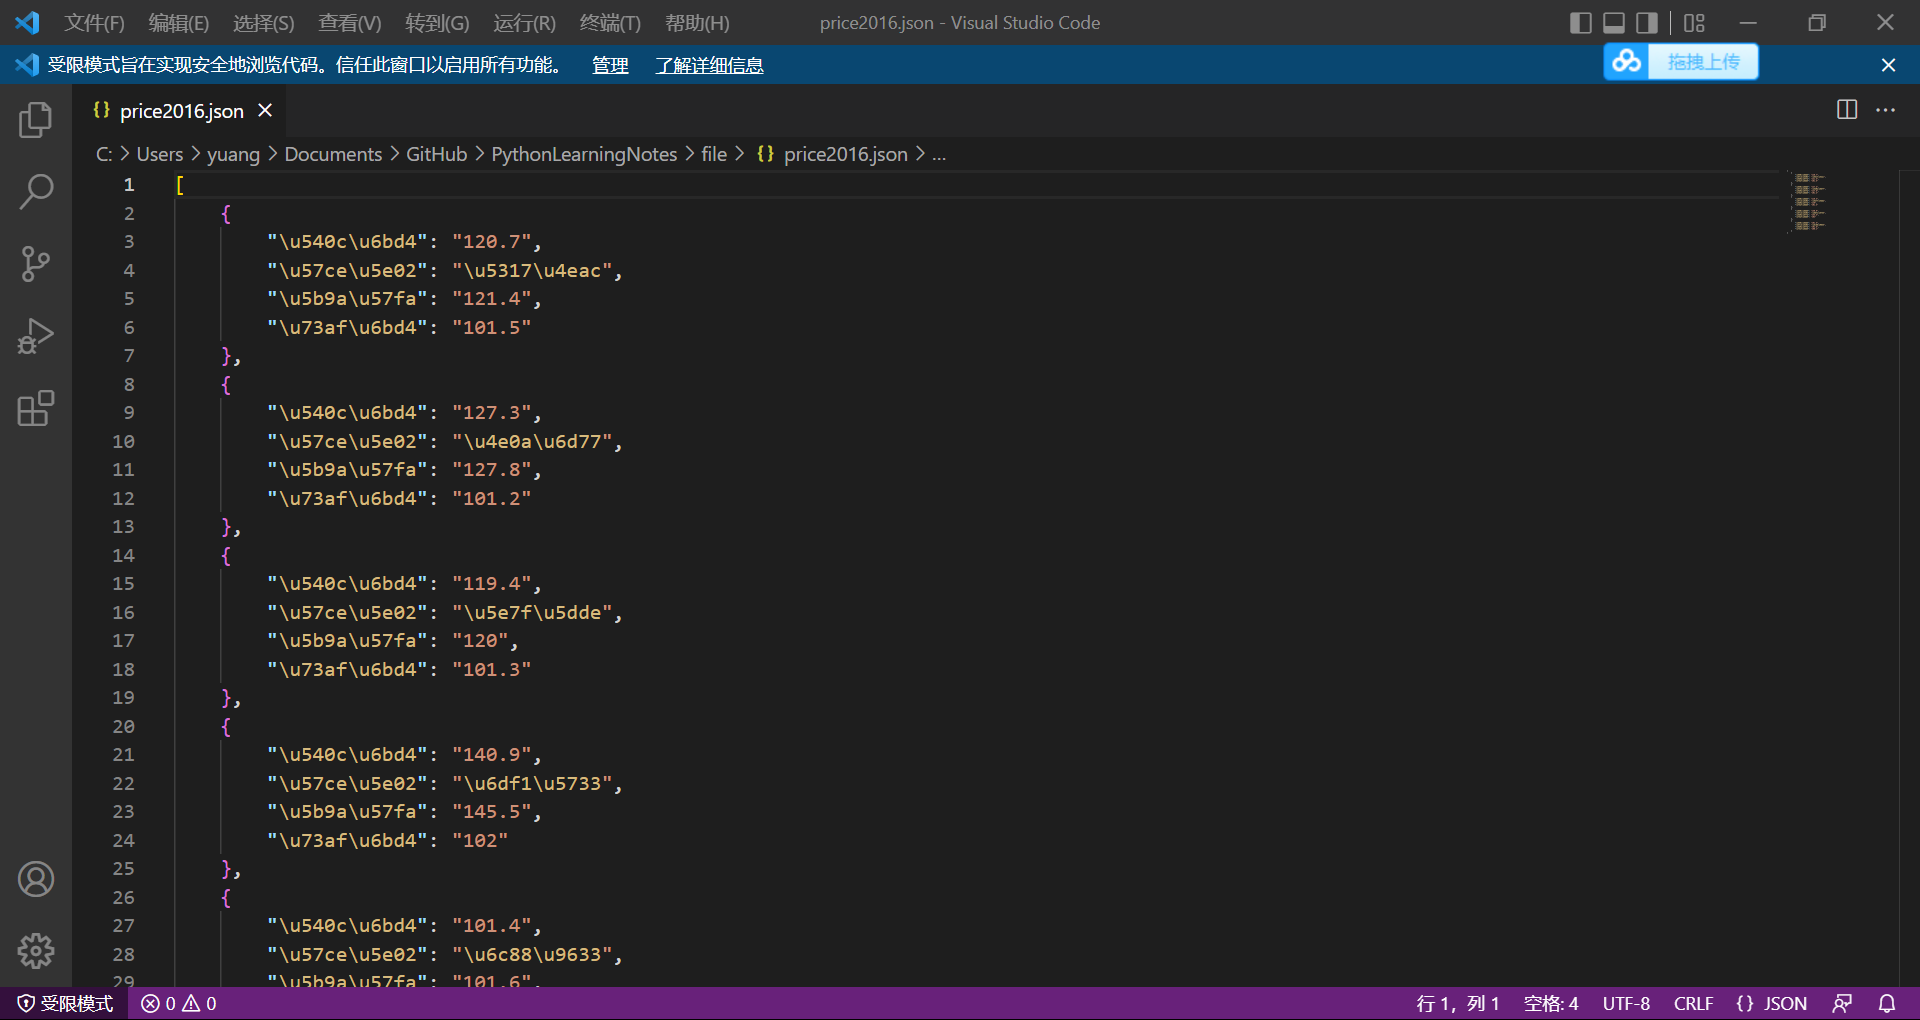 文件(F) 编辑(E) 选择(S) 查看(V) 转到(G) 运行(R) 终端(T) 帮助(H) price2016.json - Visual Studio Code
受限模式旨在实现安全地浏览代码。信任此窗口以启用所有功能。 管理 了解详细信息 拖拽上传
{} price2016.json
C: > Users > yuang > Documents > GitHub > PythonLearningNotes > file > {} price2016.json > ...
1 [
2 {
3 "\u540c\u6bd4": "120.7",
4 "\u57ce\u5e02": "\u5317\u4eac",
5 "\u5b9a\u57fa": "121.4",
6 "\u73af\u6bd4": "101.5"
7 },
8 {
9 "\u540c\u6bd4": "127.3",
10 "\u57ce\u5e02": "\u4e0a\u6d77",
11 "\u5b9a\u57fa": "127.8",
12 "\u73af\u6bd4": "101.2"
13 },
14 {
15 "\u540c\u6bd4": "119.4",
16 "\u57ce\u5e02": "\u5e7f\u5dde",
17 "\u5b9a\u57fa": "120",
18 "\u73af\u6bd4": "101.3"
19 },
20 {
21 "\u540c\u6bd4": "140.9",
22 "\u57ce\u5e02": "\u6df1\u5733",
23 "\u5b9a\u57fa": "145.5",
24 "\u73af\u6bd4": "102"
25 },
26 {
27 "\u540c\u6bd4": "101.4",
28 "\u57ce\u5e02": "\u6c88\u9633",
29 "\u5b9a\u57fa": "101.6",
受限模式 0 0 行 1，列 1 空格: 4 UTF-8 CRLF {} JSON